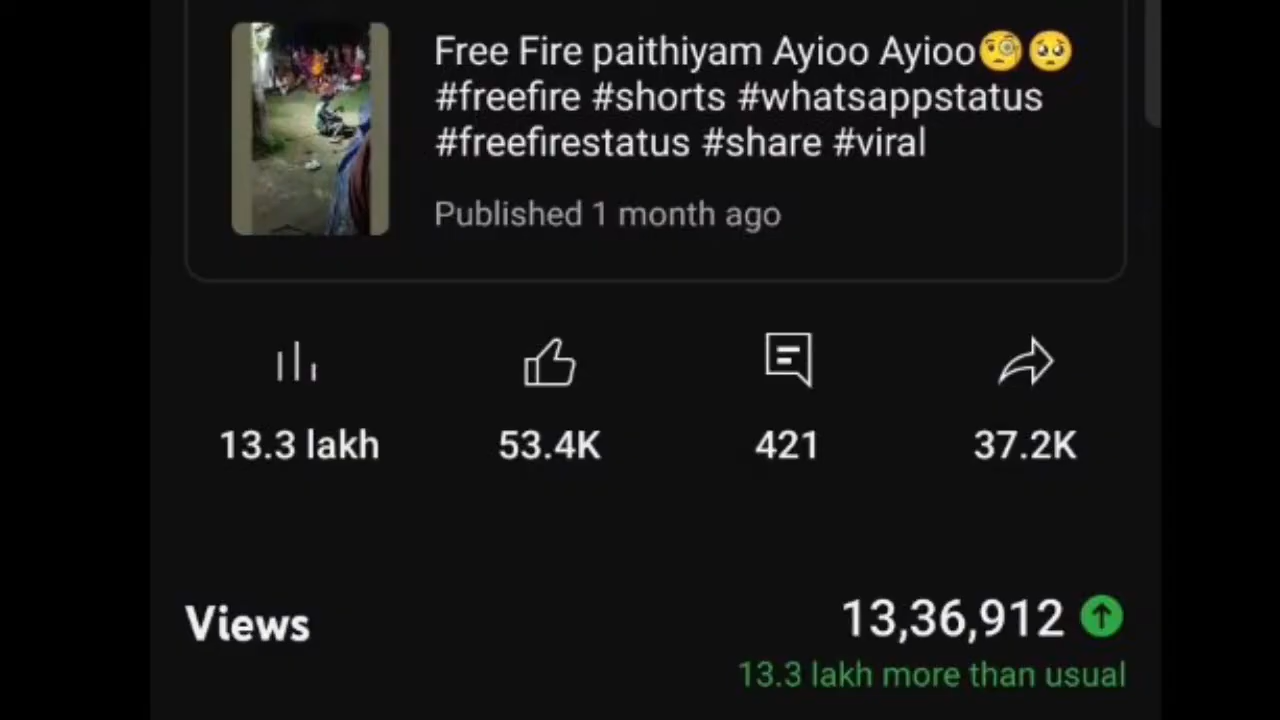 Free Fire paithiyam Ayioo Ayioo🧐🥺
#freefire #shorts #whatsappstatus
#freefirestatus #share #viral
Published 1 month ago
13.3 lakh 53.4K 421 37.2K
Views 13,36,912
13.3 lakh more than usual